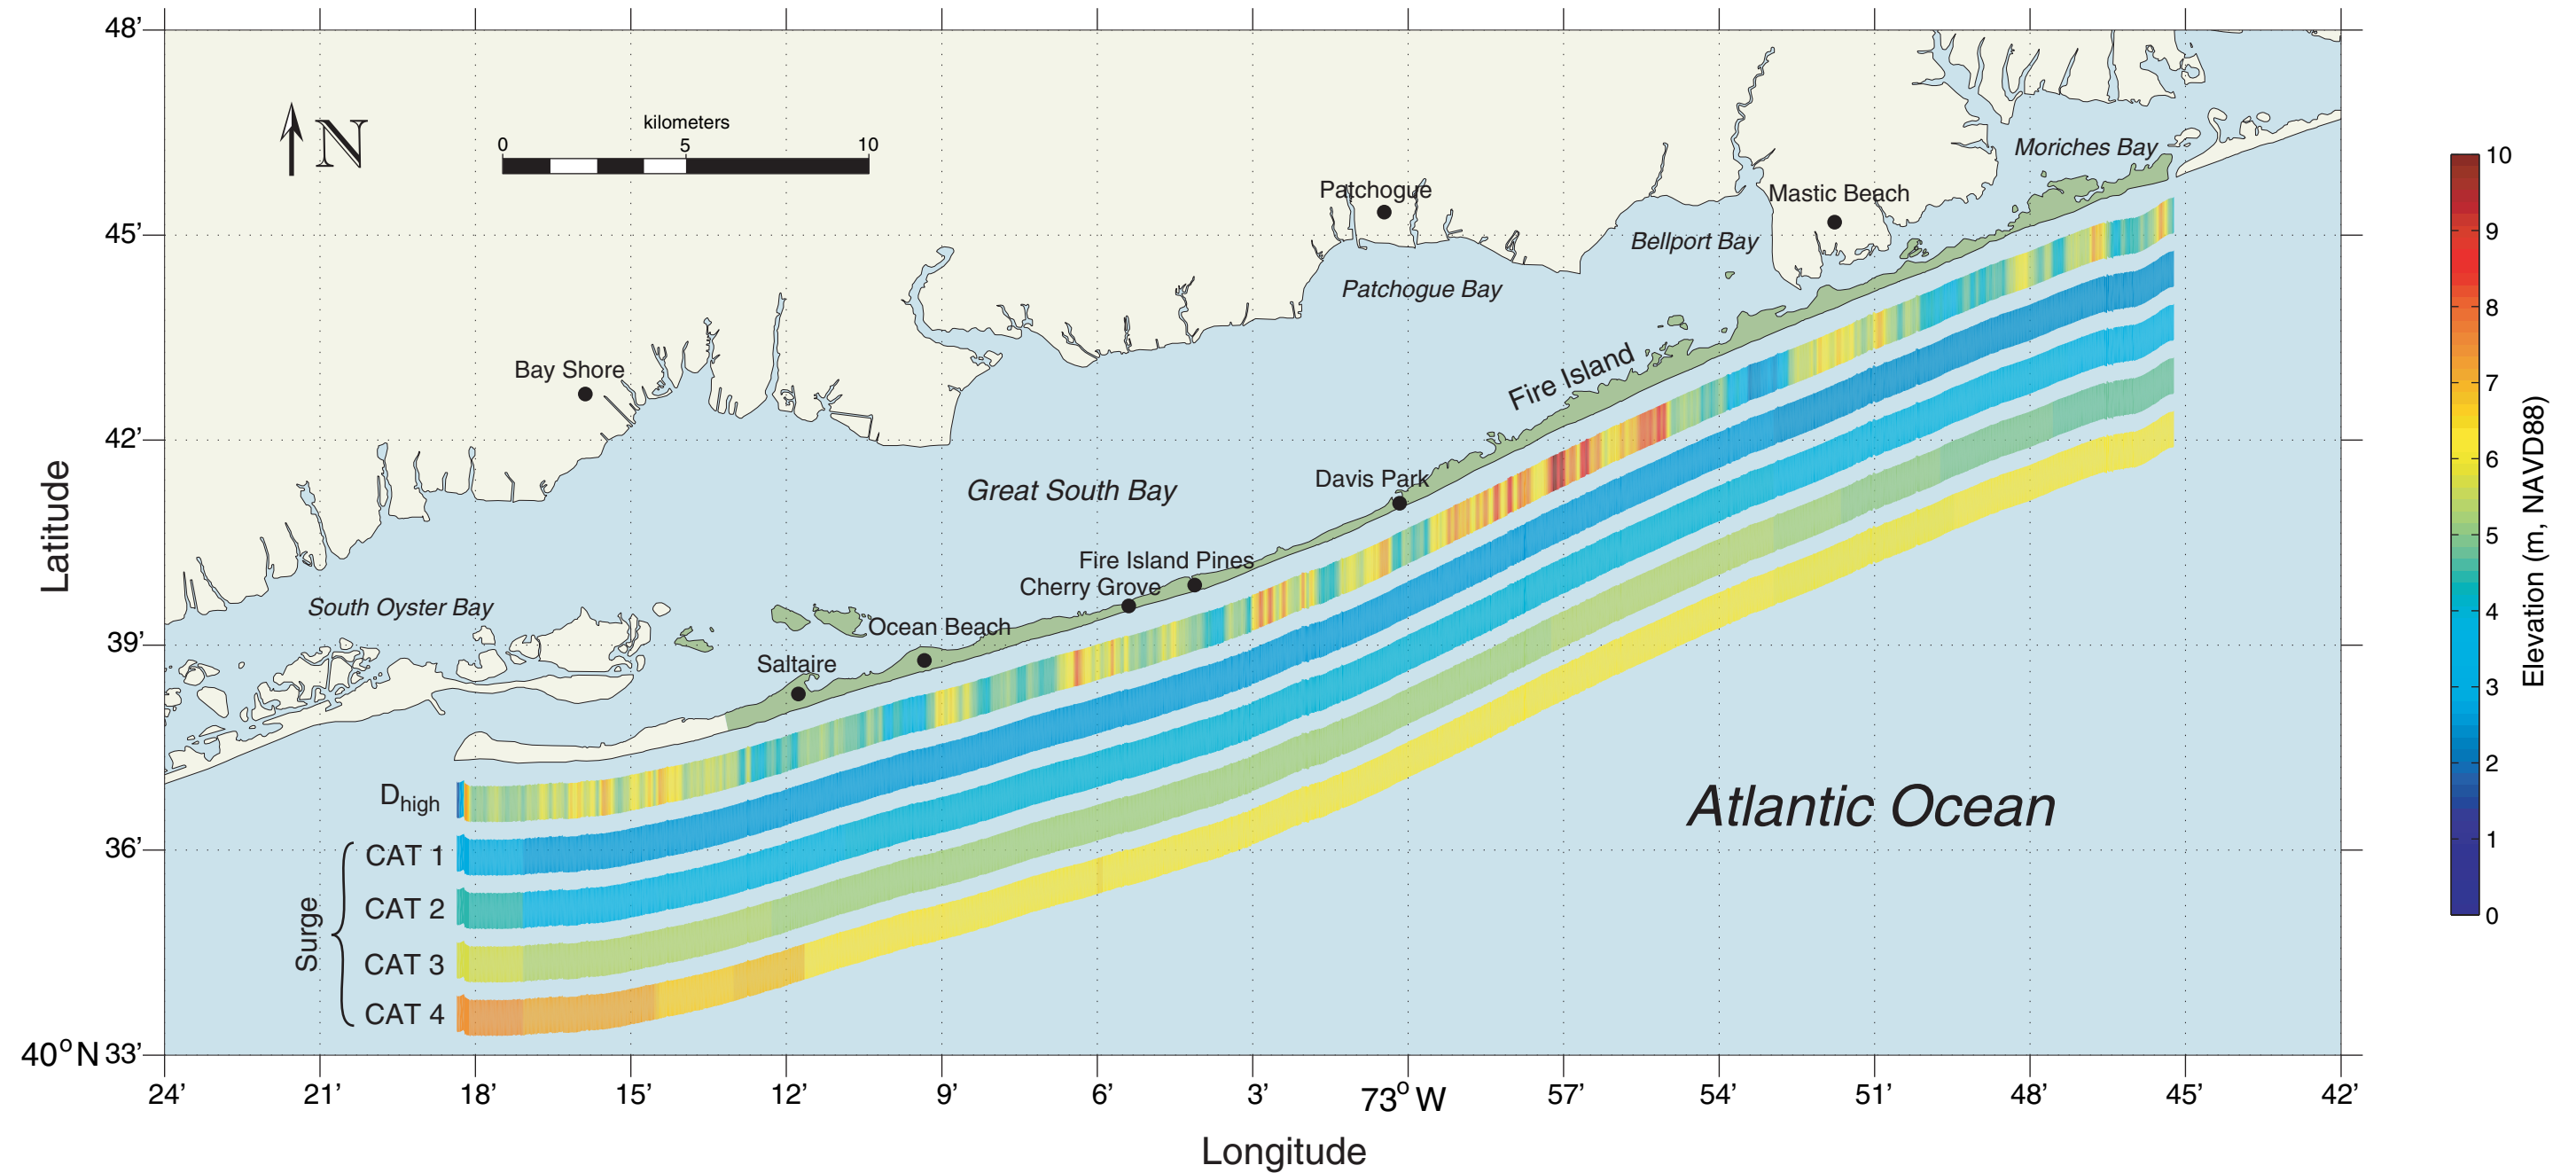 48'
45'
42'
39'
36'
40°N 33'
Latitude
N
kilometers
0 5 10
Moriches Bay
Patchogue
Mastic Beach
Bellport Bay
Patchogue Bay
Bay Shore
Fire Island
Great South Bay
Davis Park
Fire Island Pines
Cherry Grove
South Oyster Bay
Ocean Beach
Saltaire
Atlantic Ocean
Dhigh
Surge
CAT 1
CAT 2
CAT 3
CAT 4
24' 21' 18' 15' 12' 9' 6' 3' 73° W 57' 54' 51' 48' 45' 42'
Longitude
10
9
8
7
6
5
4
3
2
1
0
Elevation (m, NAVD88)